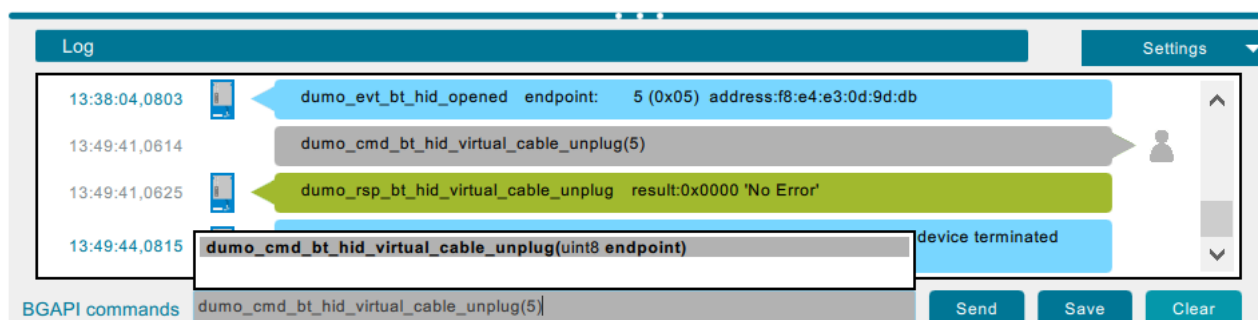 Log
Settings
13:38:04,0803 dumo_evt_bt_hid_opened endpoint: 5 (0x05) address:f8:e4:e3:0d:9d:db
13:49:41,0614 dumo_cmd_bt_hid_virtual_cable_unplug(5)
13:49:41,0625 dumo_rsp_bt_hid_virtual_cable_unplug result:0x0000 'No Error'
13:49:44,0815 device terminated
dumo_cmd_bt_hid_virtual_cable_unplug(uint8 endpoint)
BGAPI commands dumo_cmd_bt_hid_virtual_cable_unplug(5) Send Save Clear